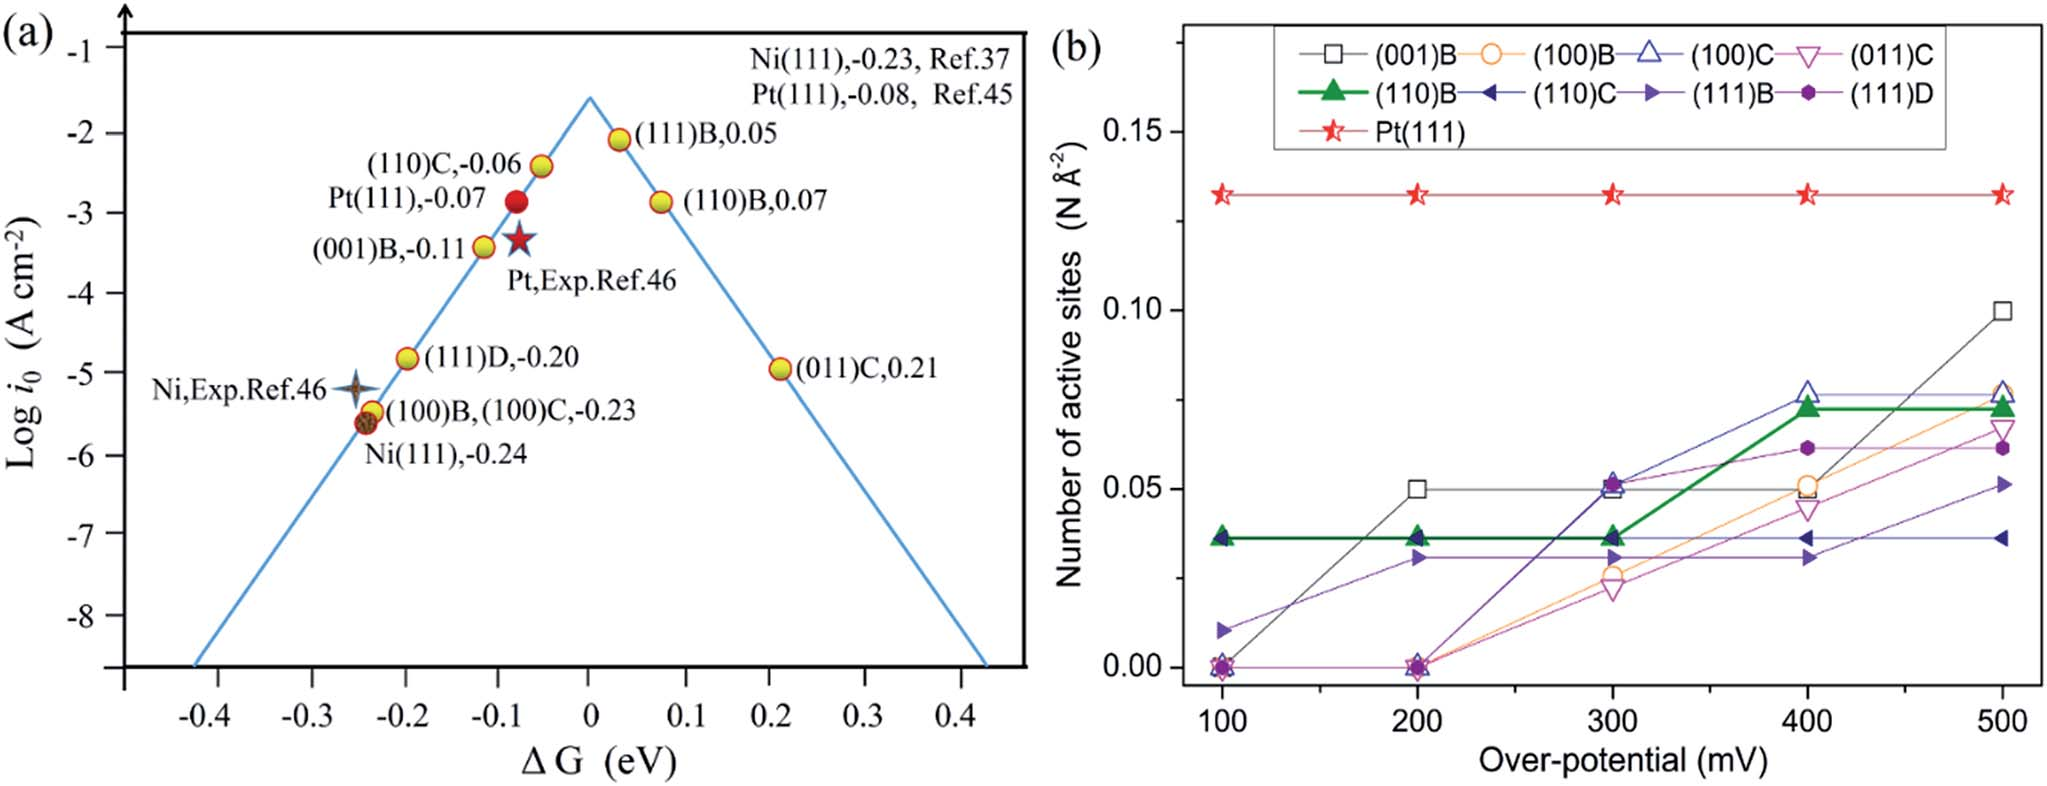 (a)
Log i0 (A cm-2)
-1
-2
-3
-4
-5
-6
-7
-8
Ni(111),-0.23, Ref.37
Pt(111),-0.08, Ref.45
(111)B,0.05
(110)C,-0.06
Pt(111),-0.07
(110)B,0.07
(001)B,-0.11
Pt,Exp.Ref.46
(111)D,-0.20
(011)C,0.21
Ni,Exp.Ref.46
(100)B,(100)C,-0.23
Ni(111),-0.24
-0.4 -0.3 -0.2 -0.1 0 0.1 0.2 0.3 0.4
Δ G (eV)
(b)
Number of active sites (N Å-2)
0.15
0.10
0.05
0.00
(001)B (100)B (100)C (011)C
(110)B (110)C (111)B (111)D
Pt(111)
100 200 300 400 500
Over-potential (mV)